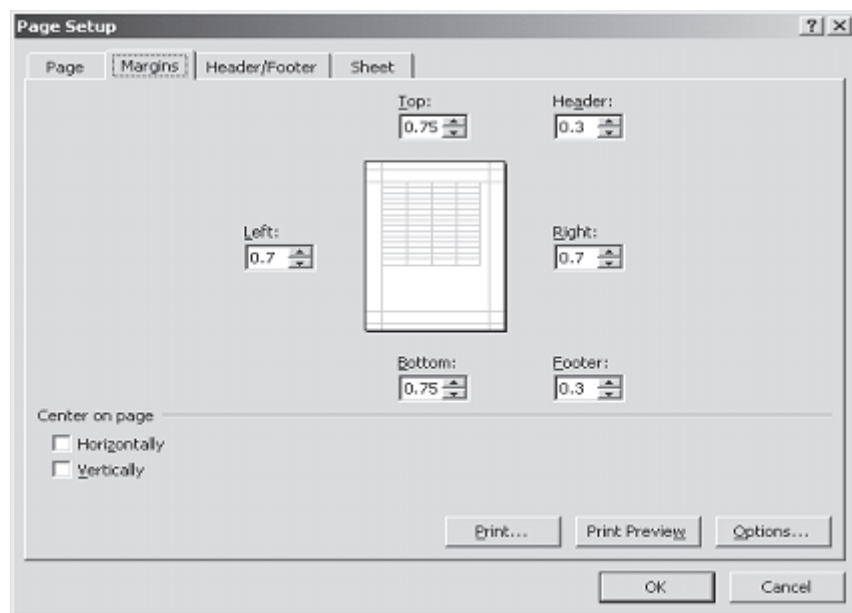 Page Setup
Page Margins Header/Footer Sheet
Top: Header:
0.75 0.3
Left: Right:
0.7 0.7
Bottom: Footer:
0.75 0.3
Center on page
Horizontally
Vertically
Print... Print Preview Options...
OK Cancel